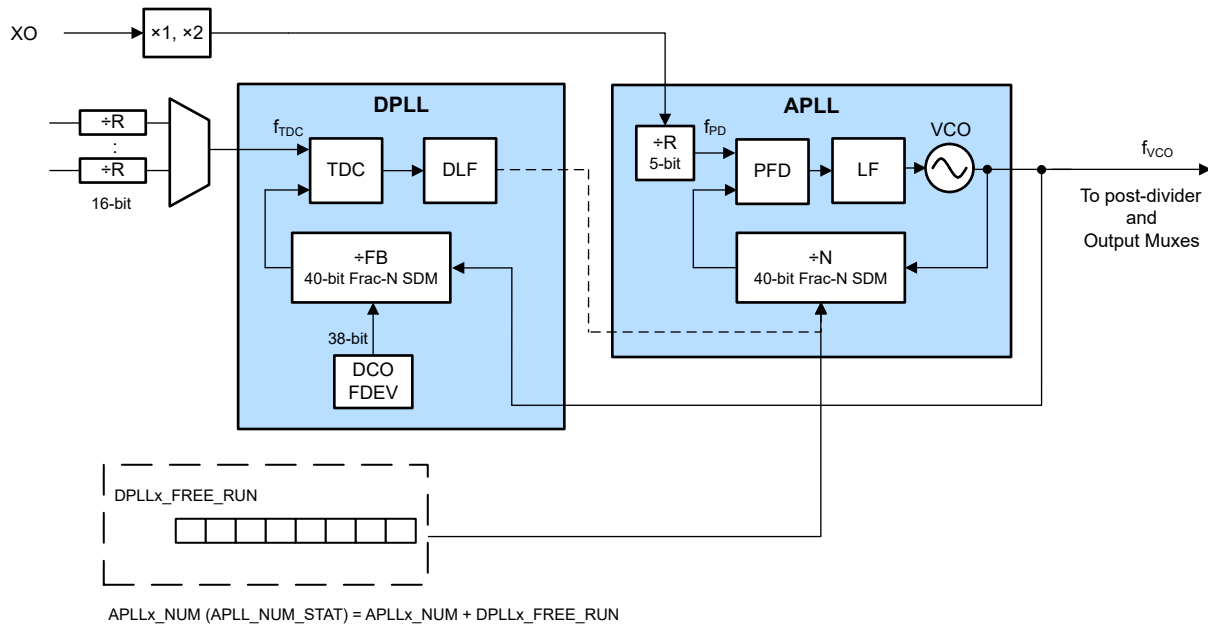 XO
×1, ×2
÷R
:
÷R
16-bit
DPLL
fTDC
TDC
DLF
÷FB
40-bit Frac-N SDM
38-bit
DCO
FDEV
APLL
÷R
5-bit
fPD
PFD
LF
VCO
÷N
40-bit Frac-N SDM
fVCO
To post-divider
and
Output Muxes
DPLLx_FREE_RUN
APLLx_NUM (APLL_NUM_STAT) = APLLx_NUM + DPLLx_FREE_RUN